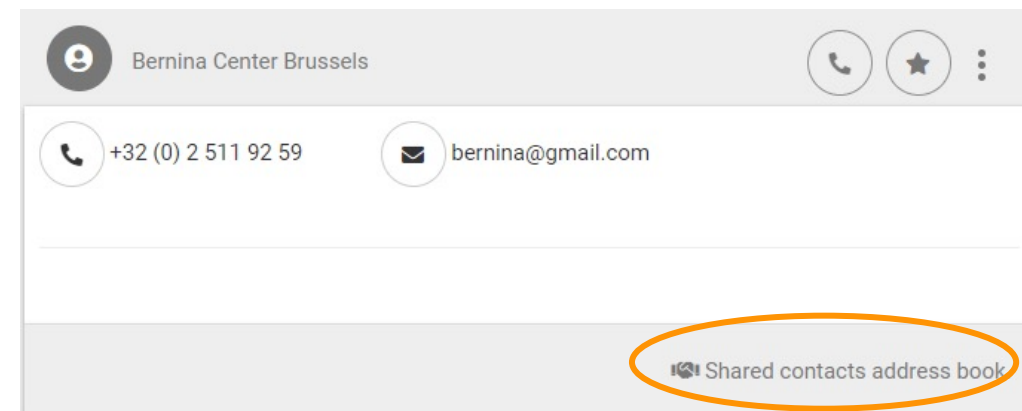 Bernina Center Brussels
+32 (0) 2 511 92 59
bernina@gmail.com
Shared contacts address book